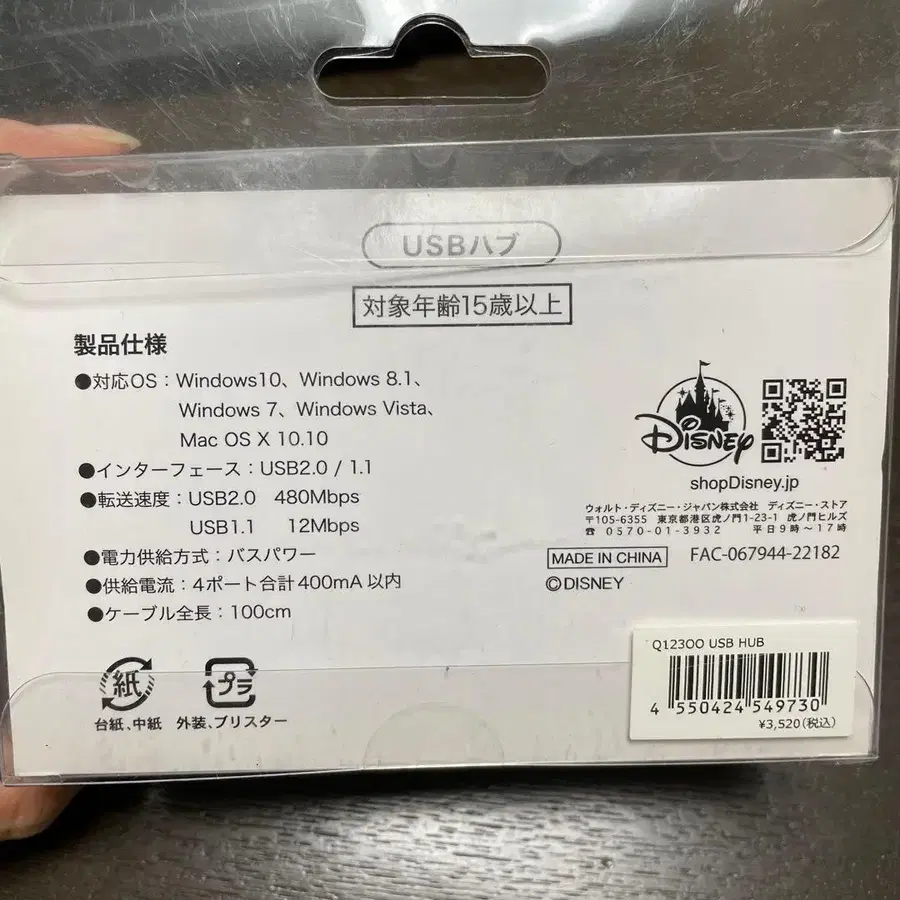 USBハブ
対象年齢15歳以上
製品仕様
●対応OS：Windows10、Windows 8.1、
Windows 7、Windows Vista、
Mac OS X 10.10
●インターフェース：USB2.0 / 1.1
●転送速度：USB2.0 480Mbps
USB1.1 12Mbps
●電力供給方式：バスパワー
●供給電流：4ポート合計400mA以内
●ケーブル全長：100cm
紙
台紙、中紙
プラ
外装、ブリスター
Disney
shopDisney.jp
ウォルト・ディズニー・ジャパン株式会社 ディズニー・ストア
〒105-6355 東京都港区虎ノ門1-23-1 虎ノ門ヒルズ
☎ 0570-01-3932 平日9時〜17時
MADE IN CHINA FAC-067944-22182
©DISNEY
Q12300 USB HUB
4 550424 549730
¥3,520(税込)